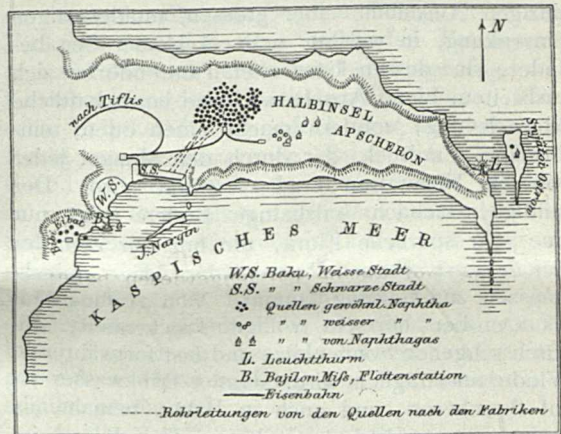 N
nach Tiflis
HALBINSEL
APSCHERON
L.
W.S.
S.S.
B.
J. Nargin
KASPISCHES MEER
W.S. Baku, Weisse Stadt
S.S. " " Schwarze Stadt
Quellen gewöhnl. Naphtha
" " weisser " "
" " von Naphthagas
L. Leuchtthurm
B. Bajilow Miss, Flottenstation
Eisenbahn
Rohrleitungen von den Quellen nach den Fabriken